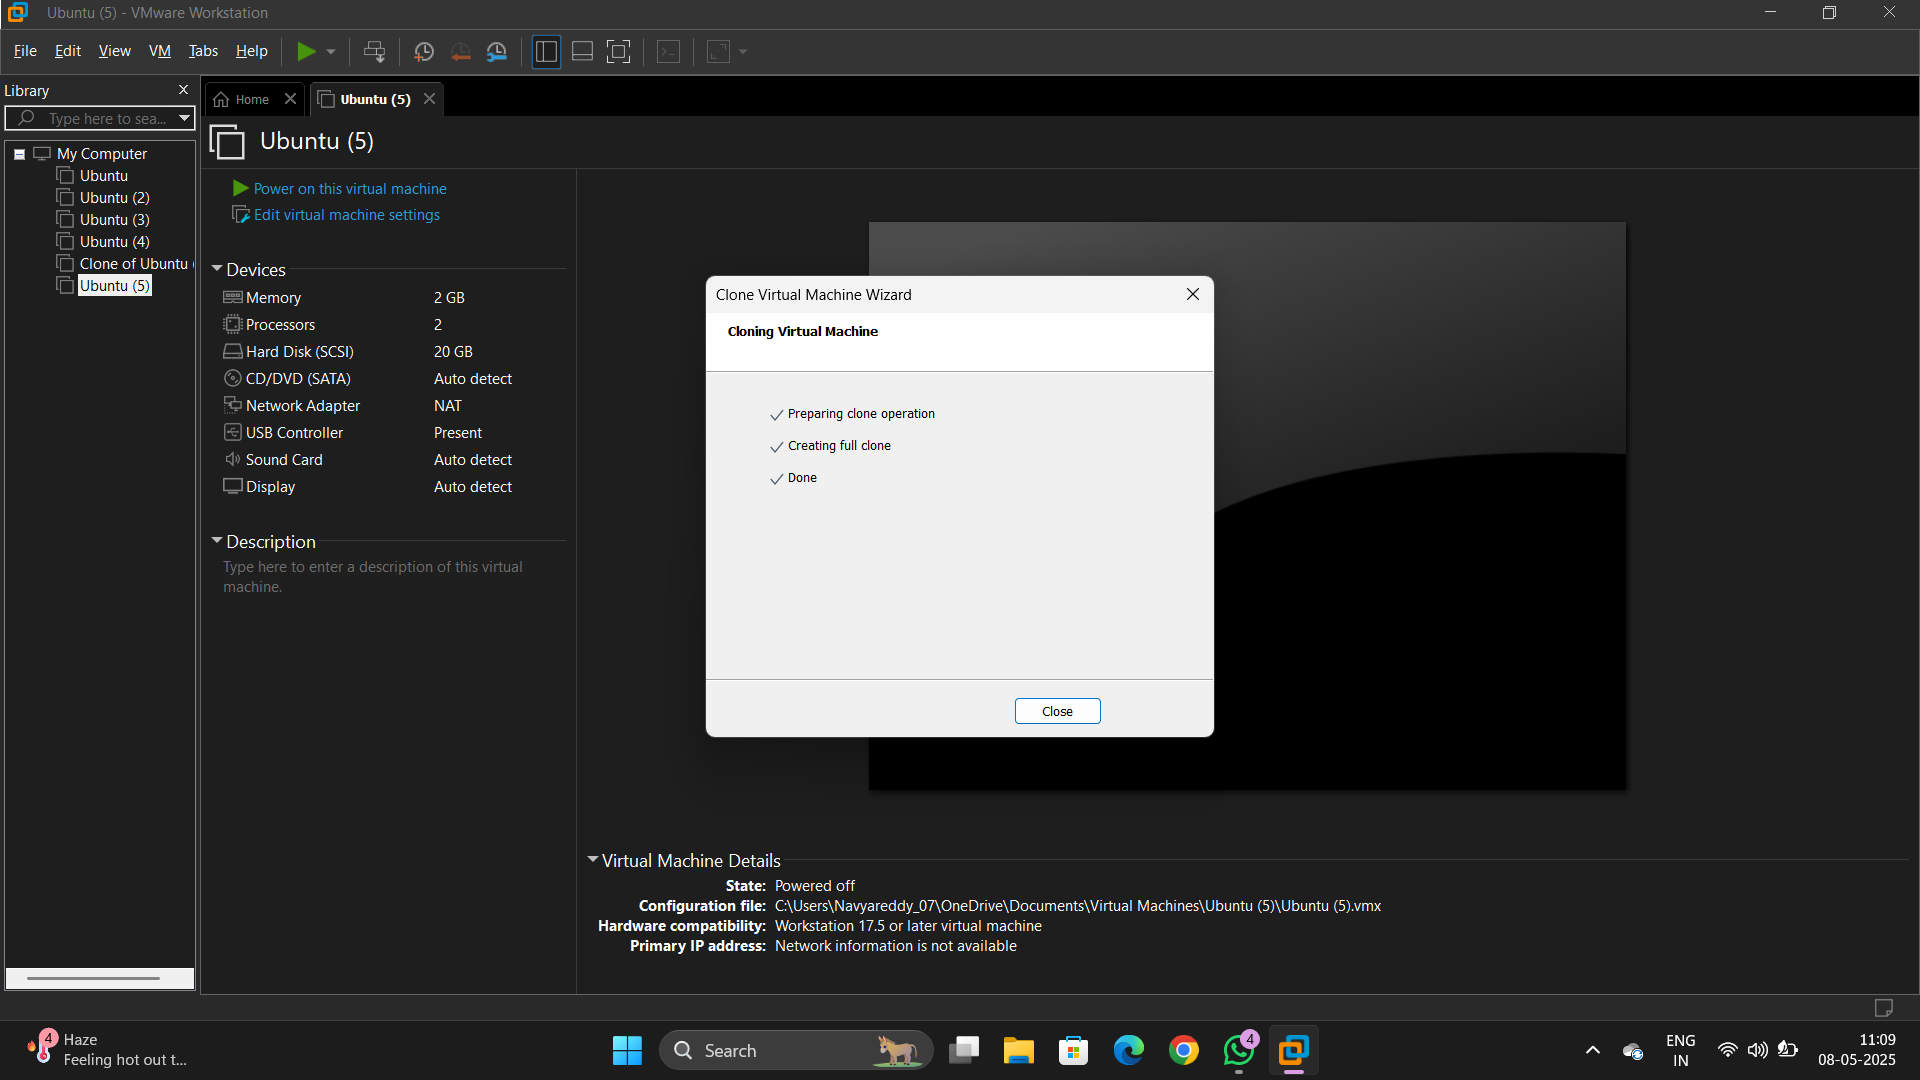 Ubuntu (5) - VMware Workstation
File Edit View VM Tabs Help
Library
Type here to sea...
My Computer
Ubuntu
Ubuntu (2)
Ubuntu (3)
Ubuntu (4)
Clone of Ubuntu
Ubuntu (5)
Home
Ubuntu (5)
Ubuntu (5)
Power on this virtual machine
Edit virtual machine settings
Devices
Memory 2 GB
Processors 2
Hard Disk (SCSI) 20 GB
CD/DVD (SATA) Auto detect
Network Adapter NAT
USB Controller Present
Sound Card Auto detect
Display Auto detect
Description
Type here to enter a description of this virtual
machine.
Clone Virtual Machine Wizard
Cloning Virtual Machine
Preparing clone operation
Creating full clone
Done
Close
Virtual Machine Details
State: Powered off
Configuration file: C:\Users\Navyareddy_07\OneDrive\Documents\Virtual Machines\Ubuntu (5)\Ubuntu (5).vmx
Hardware compatibility: Workstation 17.5 or later virtual machine
Primary IP address: Network information is not available
4
Haze
Feeling hot out t...
Search
4
ENG
IN
11:09
08-05-2025